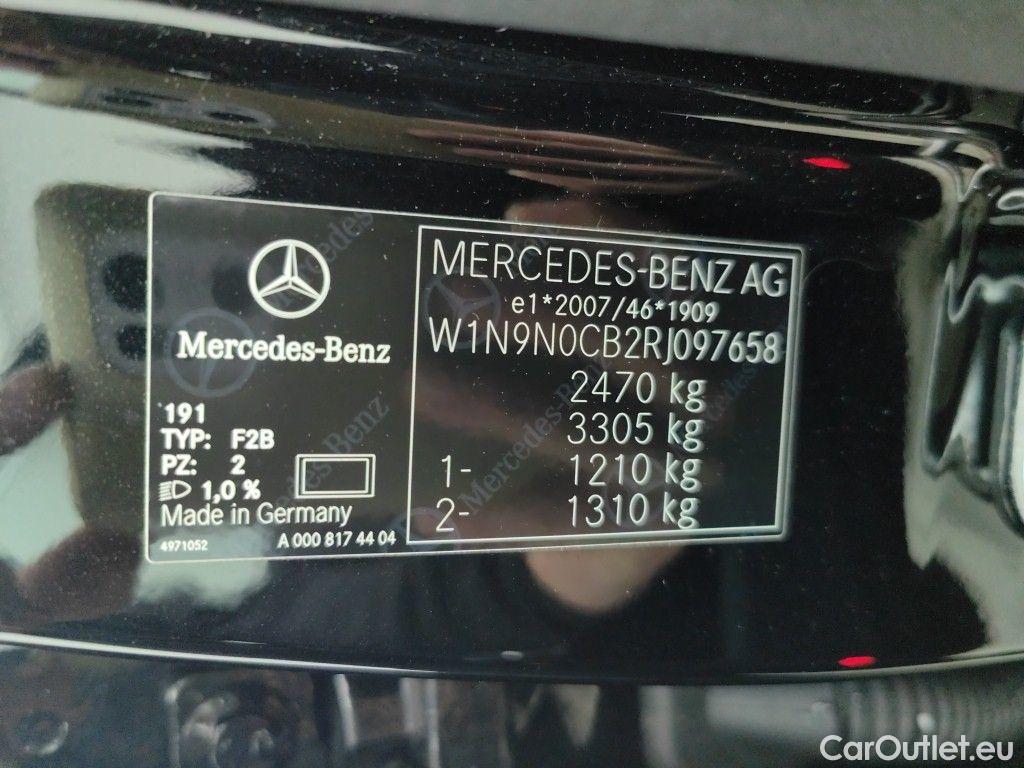 Mercedes-Benz
191
TYP: F2B
PZ: 2
1,0 %
Made in Germany
4971052 A 000 817 44 04
MERCEDES-BENZ AG
e1*2007/46*1909
W1N9N0CB2RJ097658
2470 kg
3305 kg
1- 1210 kg
2- 1310 kg
CarOutlet.eu